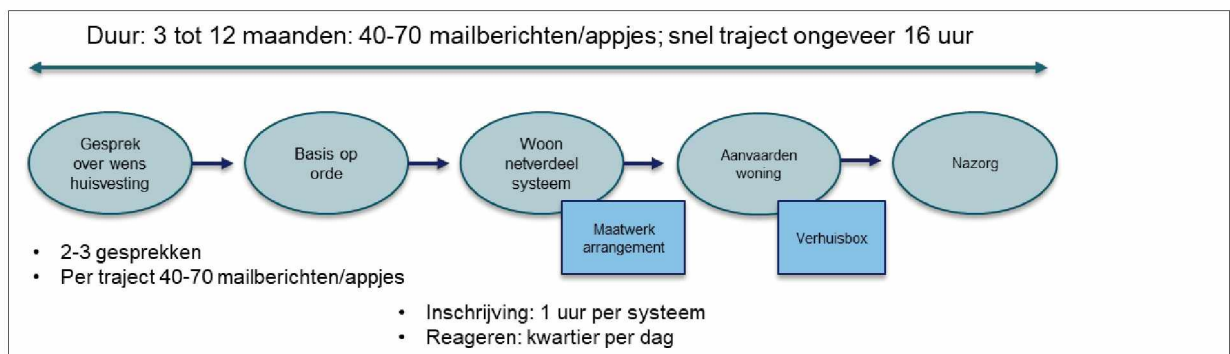 Duur: 3 tot 12 maanden: 40-70 mailberichten/appjes; snel traject ongeveer 16 uur
Gesprek
over wens
huisvesting
Basis op
orde
Woon
netverdeel
systeem
Aanvaarden
woning
Nazorg
Maatwerk
arrangement
Verhuisbox
• 2-3 gesprekken
• Per traject 40-70 mailberichten/appjes
• Inschrijving: 1 uur per systeem
• Reageren: kwartier per dag